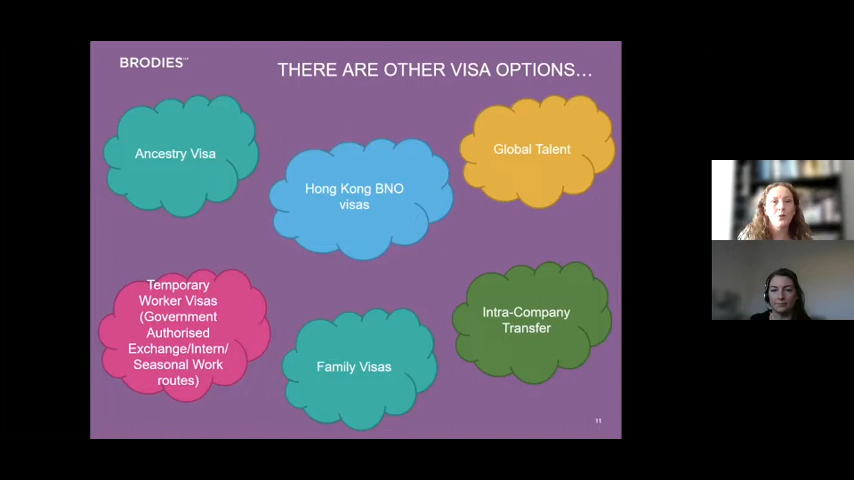 BRODIES LLP
THERE ARE OTHER VISA OPTIONS...
Ancestry Visa
Hong Kong BNO
visas
Global Talent
Temporary
Worker Visas
(Government
Authorised
Exchange/Intern/
Seasonal Work
routes)
Family Visas
Intra-Company
Transfer
11